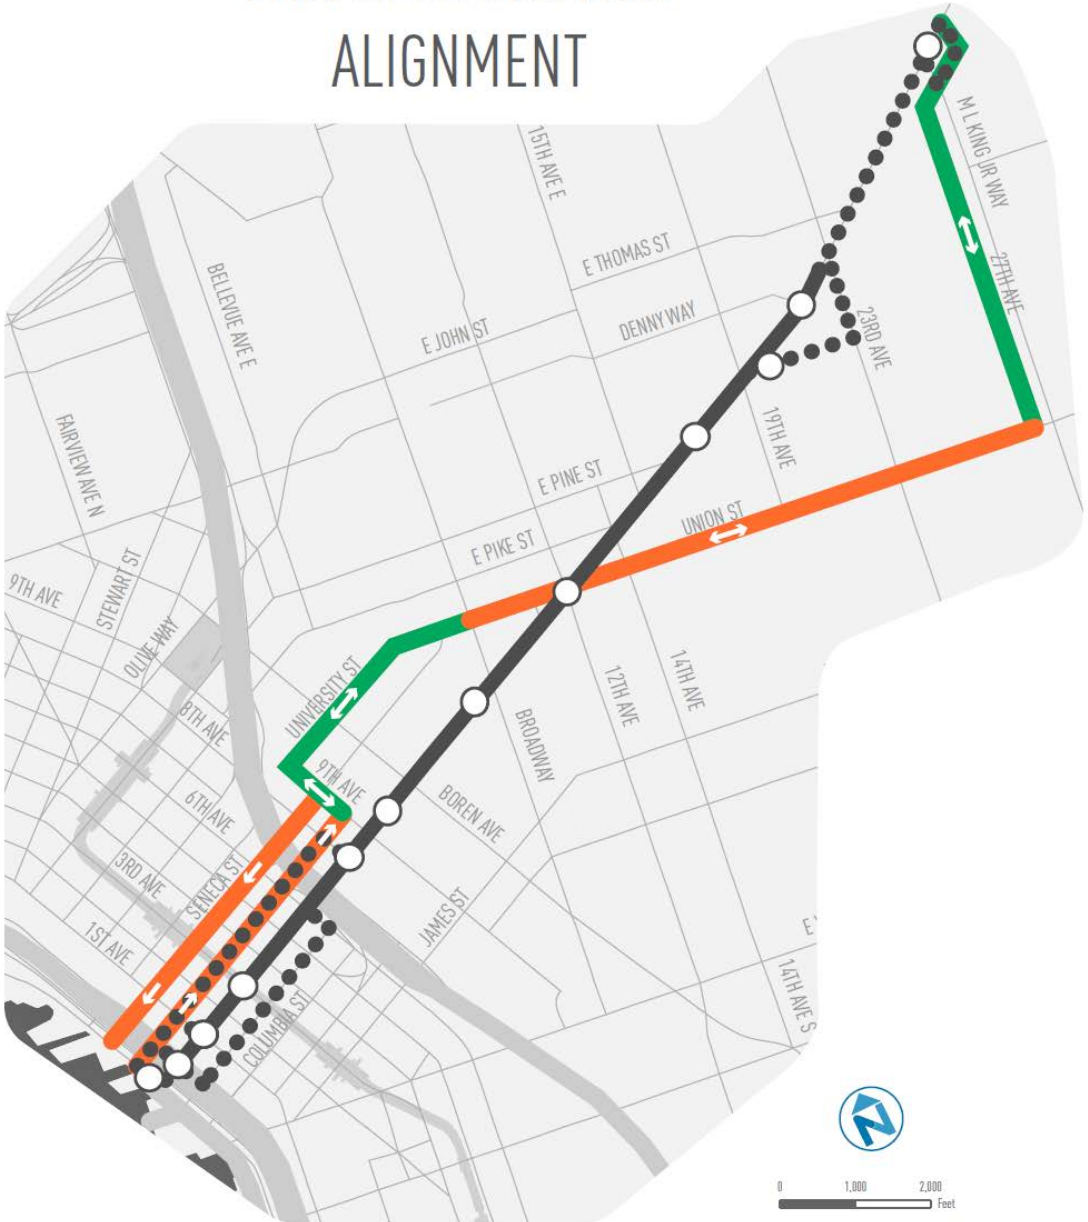 ALIGNMENT
15TH AVE E
M L KING JR WAY
E THOMAS ST
BELLEVUE AVE E
27TH AVE
DENNY WAY
E JOHN ST
23RD AVE
FAIRVIEW AVE N
19TH AVE
E PINE ST
UNION ST
E PIKE ST
STEWART ST
9TH AVE
OLIVE WAY
UNIVERSITY ST
14TH AVE
12TH AVE
8TH AVE
BROADWAY
9TH AVE
6TH AVE
BOREN AVE
3RD AVE
SENECA ST
JAMES ST
1ST AVE
14TH AVE S
COLUMBIA ST
N
0 1,000 2,000
Feet